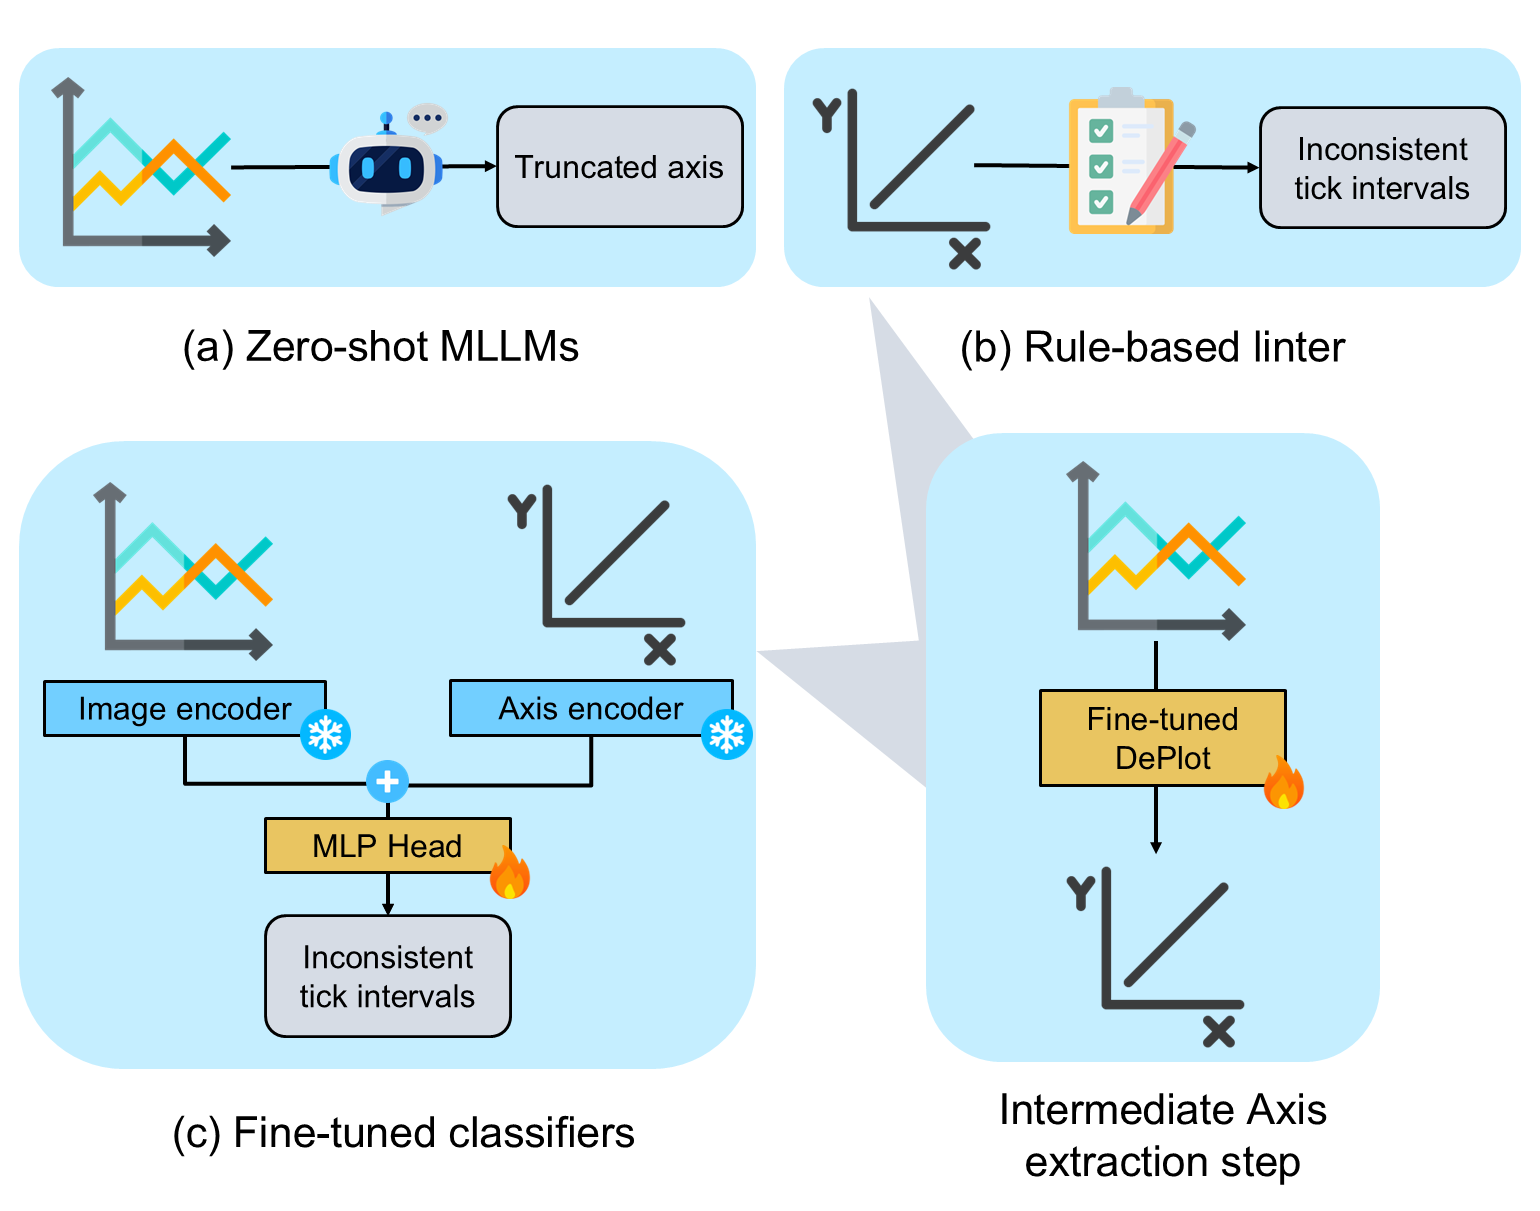 Truncated axis
(a) Zero-shot MLLMs
Y
X
Inconsistent
tick intervals
(b) Rule-based linter
Y
X
Image encoder
Axis encoder
MLP Head
Inconsistent
tick intervals
(c) Fine-tuned classifiers
Fine-tuned
DePlot
Y
X
Intermediate Axis
extraction step